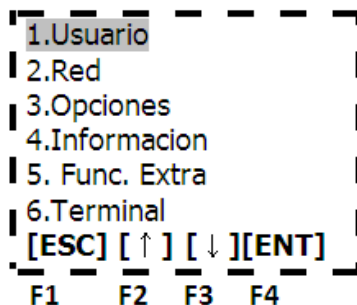 1.Usuario
2.Red
3.Opciones
4.Informacion
5. Func. Extra
6.Terminal
[ESC] [ ↑ ] [ ↓ ][ENT]
F1 F2 F3 F4